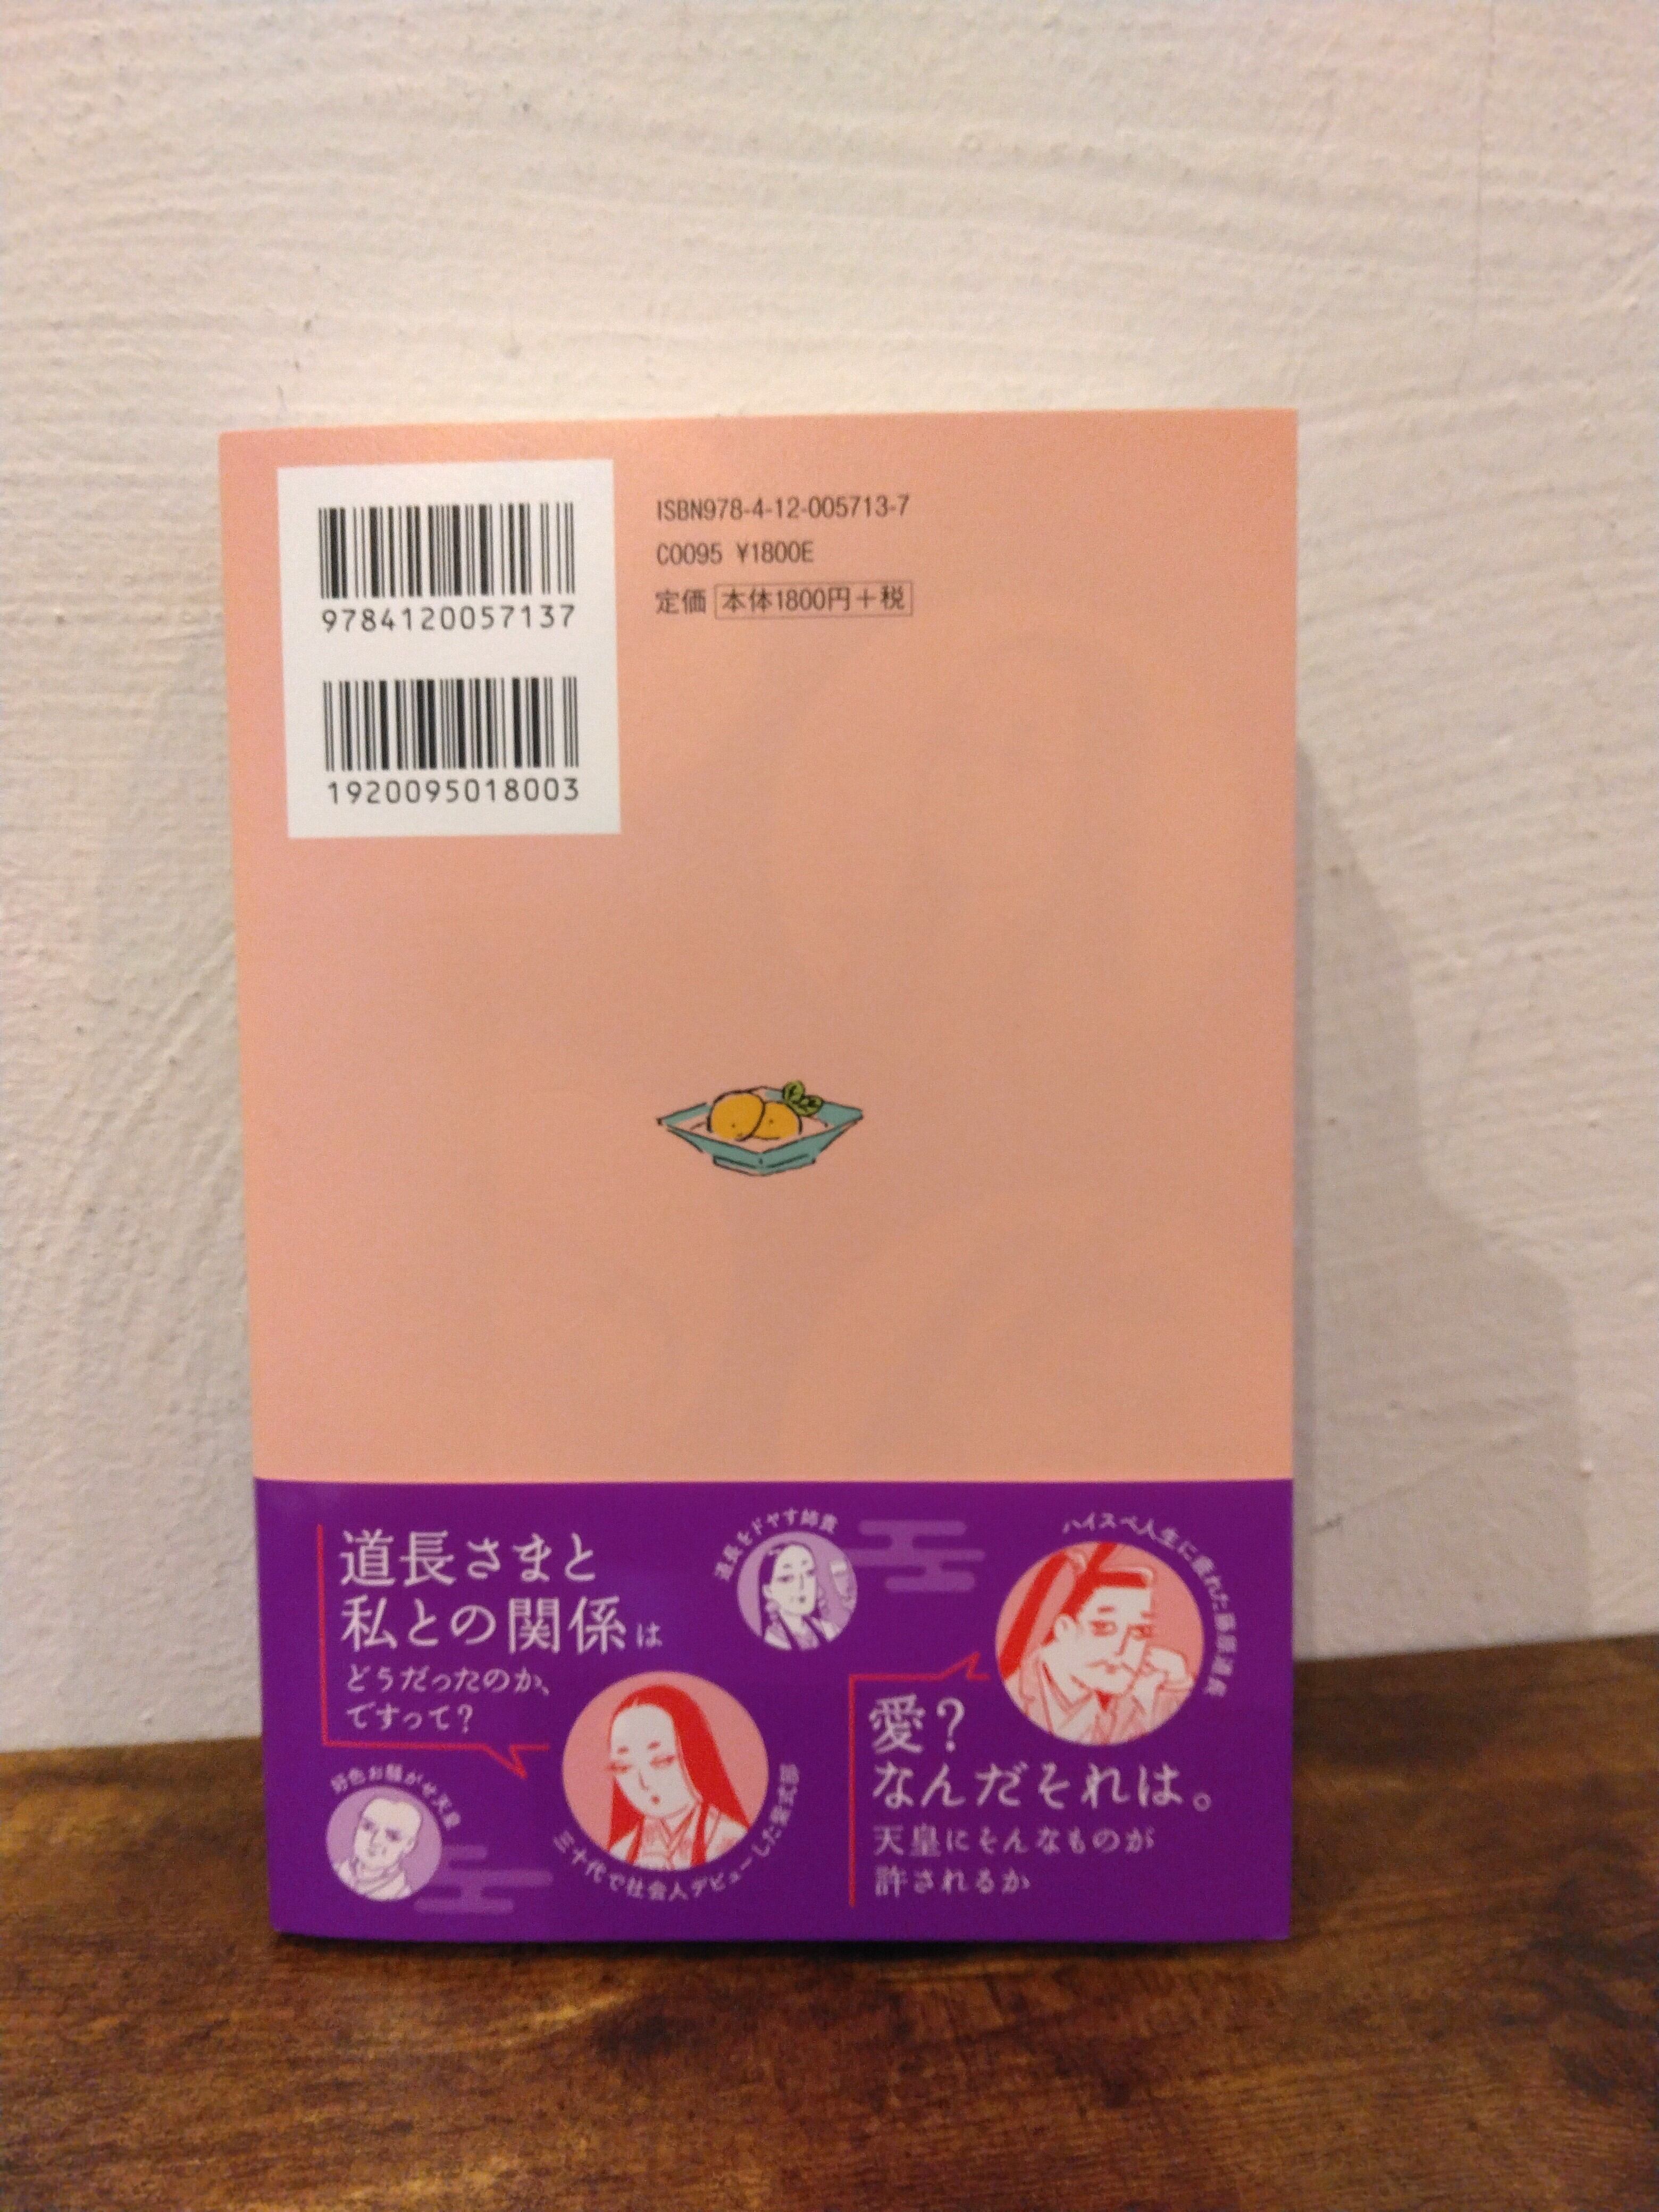 9784120057137
1920095018003
ISBN978-4-12-005713-7
C0095 ¥1800E
定価 本体1800円+税
道長さまと
私との関係は
どうだったのか、
ですって?
道長をドヤす姉貴
ハイスペ人生に疲れた藤原道長
好色お騒がせ天皇
三十代で社会人デビューした紫式部
愛?
なんだそれは。
天皇にそんなものが
許されるか